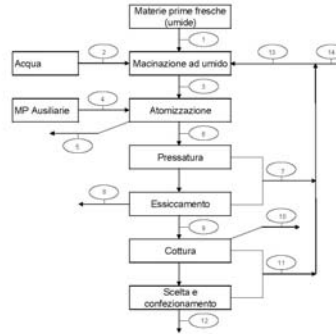 Materie prime fresche
(umide)
1
Acqua
2
Macinazione ad umido
13
14
3
MP Ausiliarie
4
Atomizzazione
5
6
Pressatura
7
8
Essiccamento
9
10
Cottura
11
Scelta e
confezionamento
12